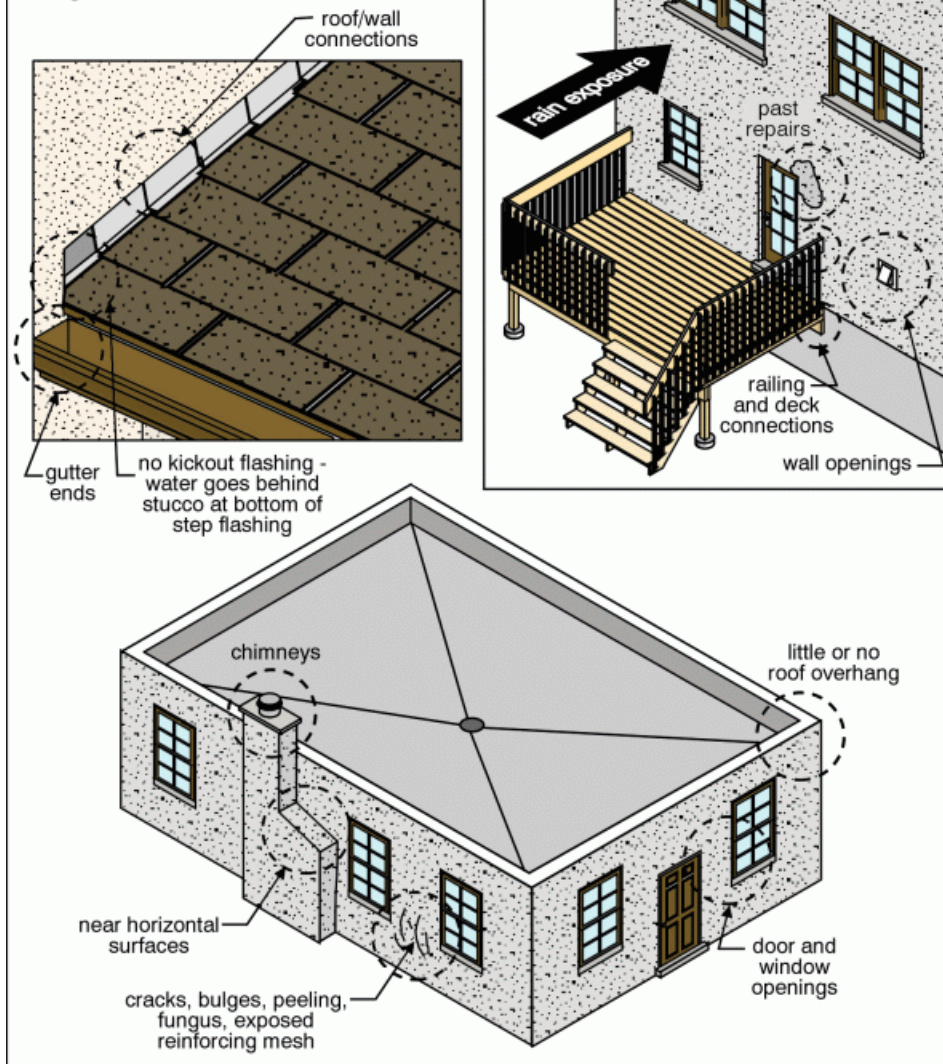 roof/wall
connections
rain exposure
past
repairs
gutter
ends
no kickout flashing -
water goes behind
stucco at bottom of
step flashing
railing
and deck
connections
wall openings
chimneys
little or no
roof overhang
near horizontal
surfaces
cracks, bulges, peeling,
fungus, exposed
reinforcing mesh
door and
window
openings